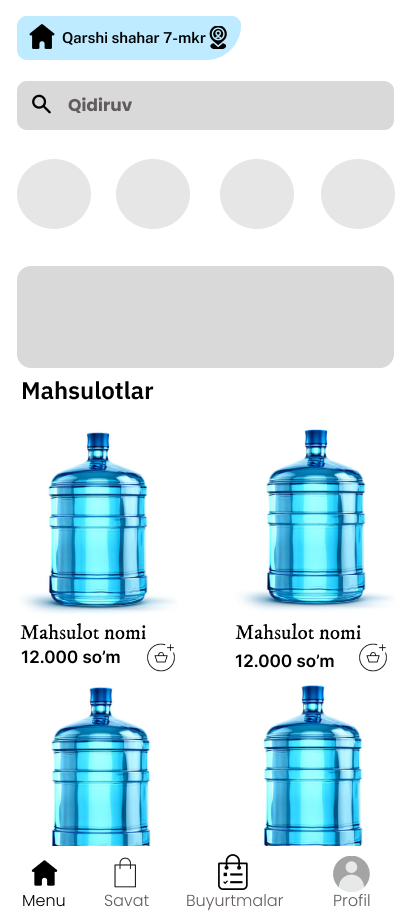 Qarshi shahar 7-mkr
Qidiruv
Mahsulotlar
Mahsulot nomi
12.000 so’m
Mahsulot nomi
12.000 so’m
Menu
Savat
Buyurtmalar
Profil